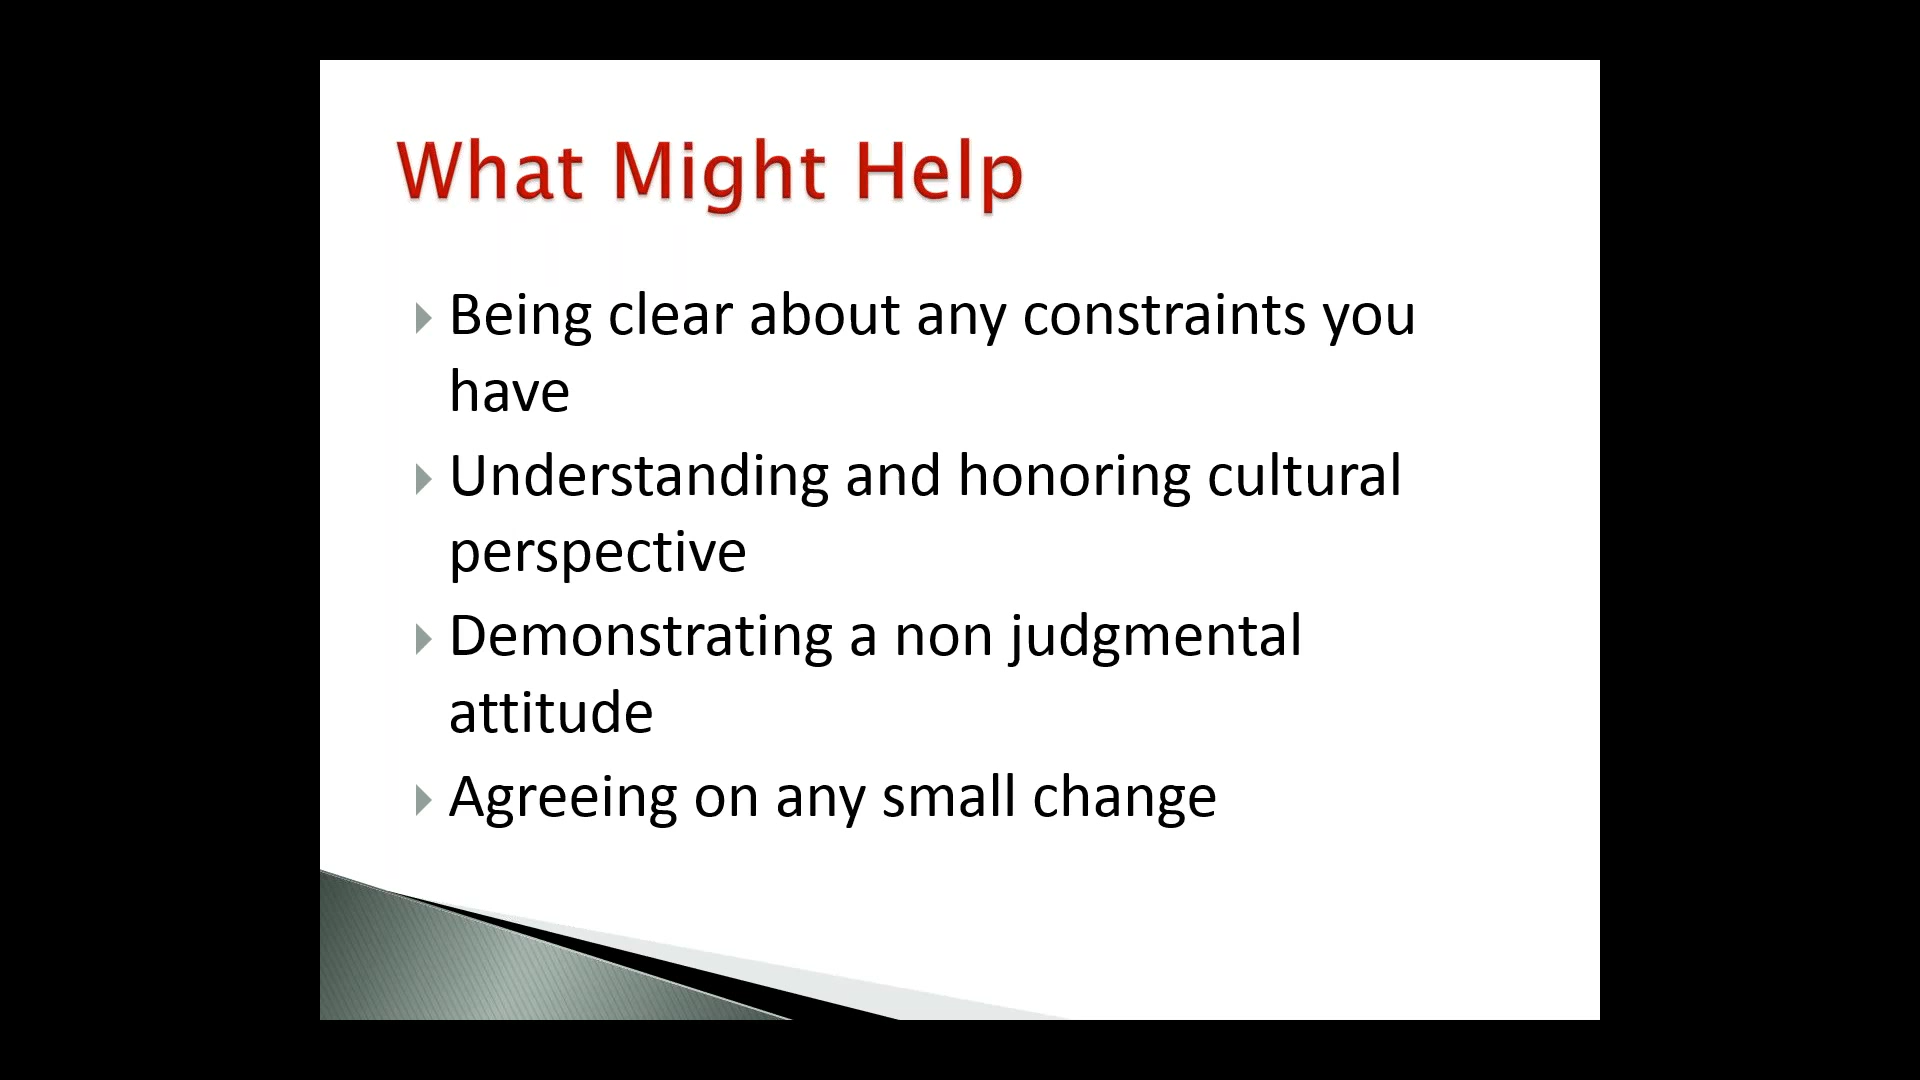 What Might Help
Being clear about any constraints you
have
Understanding and honoring cultural
perspective
Demonstrating a non judgmental
attitude
Agreeing on any small change